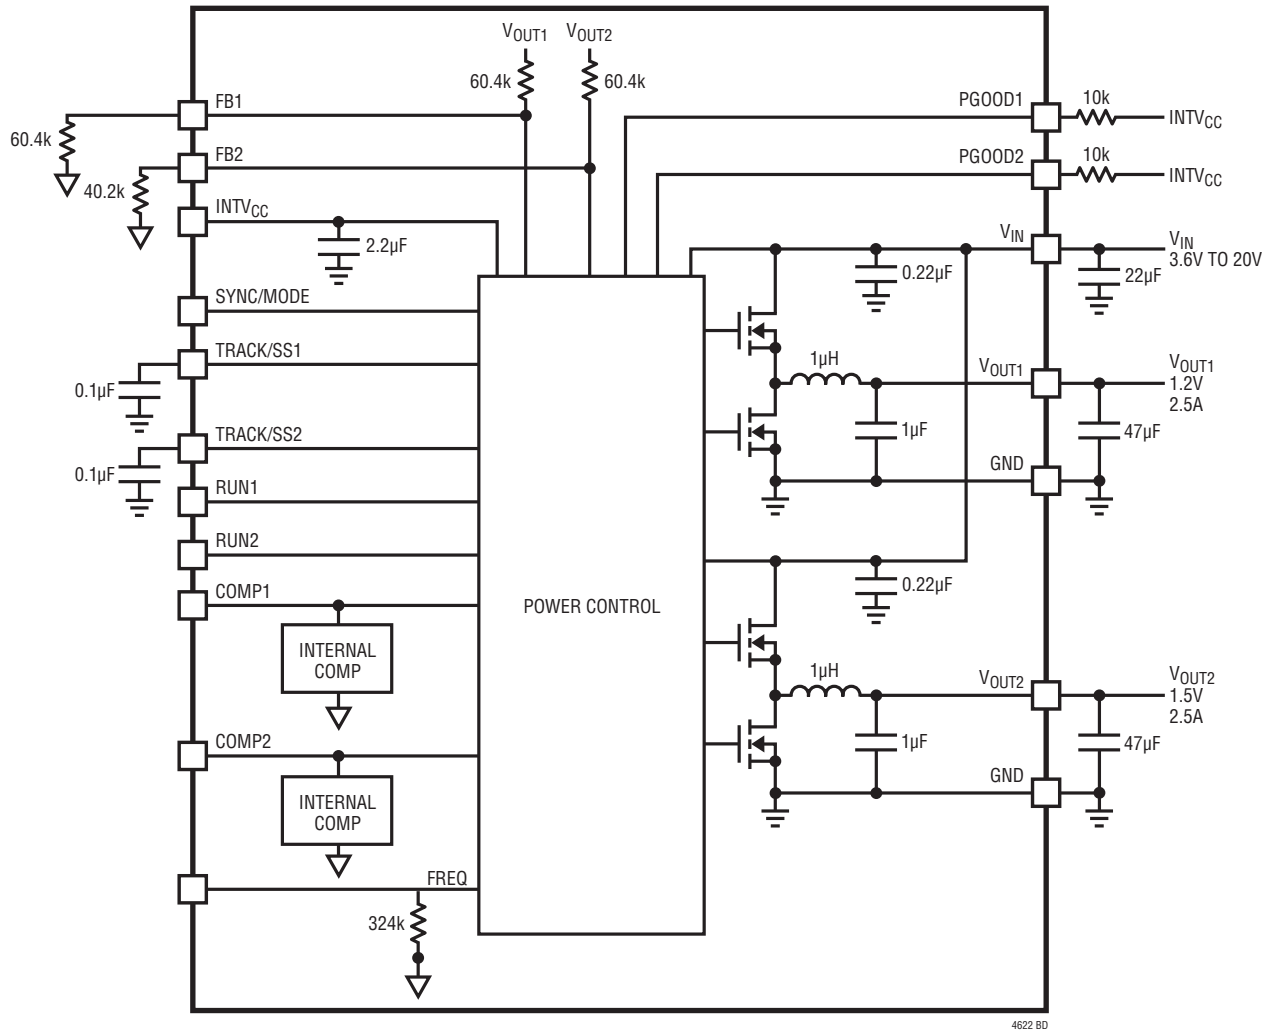 VOUT1 VOUT2
60.4k 60.4k
FB1
60.4k
FB2
40.2k
INTVCC
2.2µF
SYNC/MODE
TRACK/SS1
0.1µF
TRACK/SS2
0.1µF
RUN1
RUN2
COMP1
INTERNAL
COMP
COMP2
INTERNAL
COMP
FREQ
324k
POWER CONTROL
PGOOD1
10k
INTVCC
PGOOD2
10k
INTVCC
VIN
VIN
3.6V TO 20V
0.22µF
22µF
1µH
VOUT1
VOUT1
1.2V
2.5A
1µF
47µF
GND
0.22µF
1µH
VOUT2
VOUT2
1.5V
2.5A
1µF
47µF
GND
4622 BD